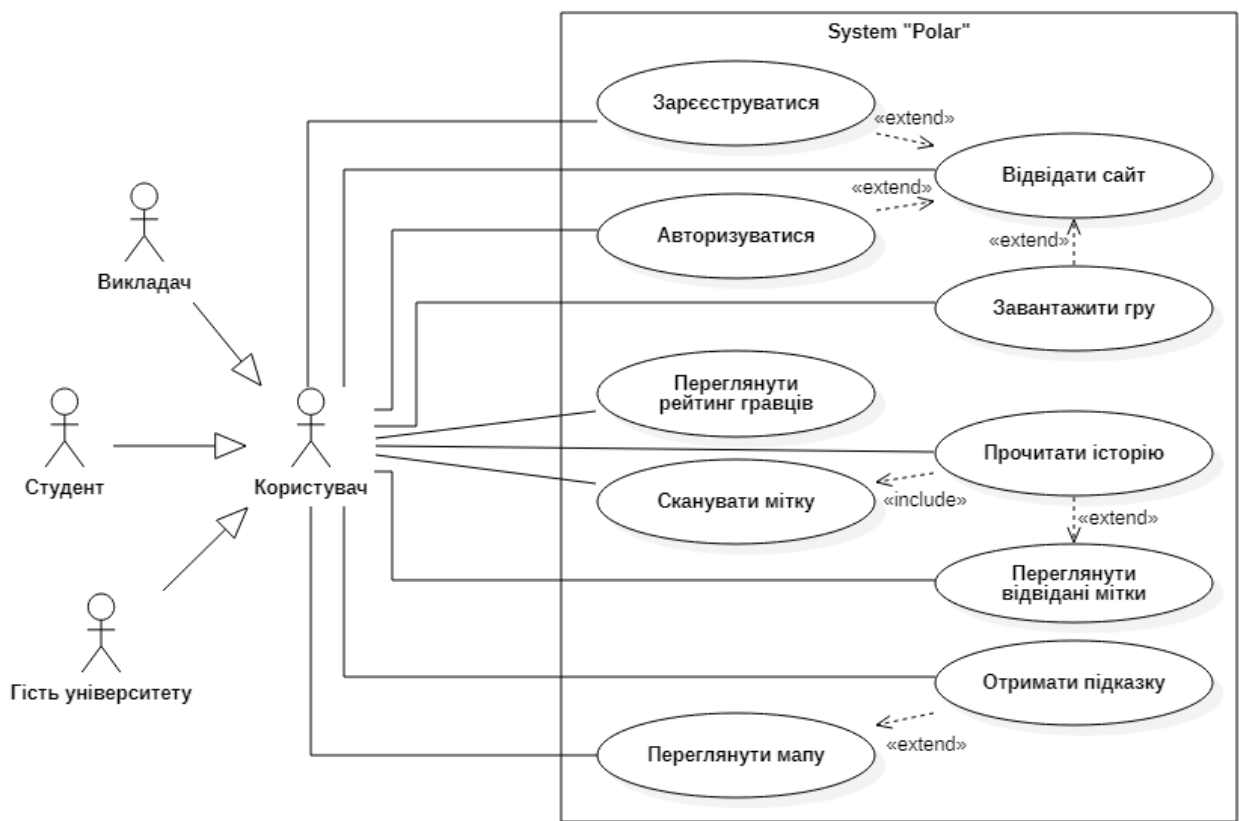 System "Polar"
Зарєєструватися
«extend»
Відвідати сайт
«extend»
Авторизуватися
«extend»
Викладач
Завантажити гру
Переглянути
рейтинг гравців
Прочитати історію
Студент
Користувач
Сканувати мітку
«include»
«extend»
Переглянути
відвідані мітки
Гість університету
Отримати підказку
«extend»
Переглянути мапу